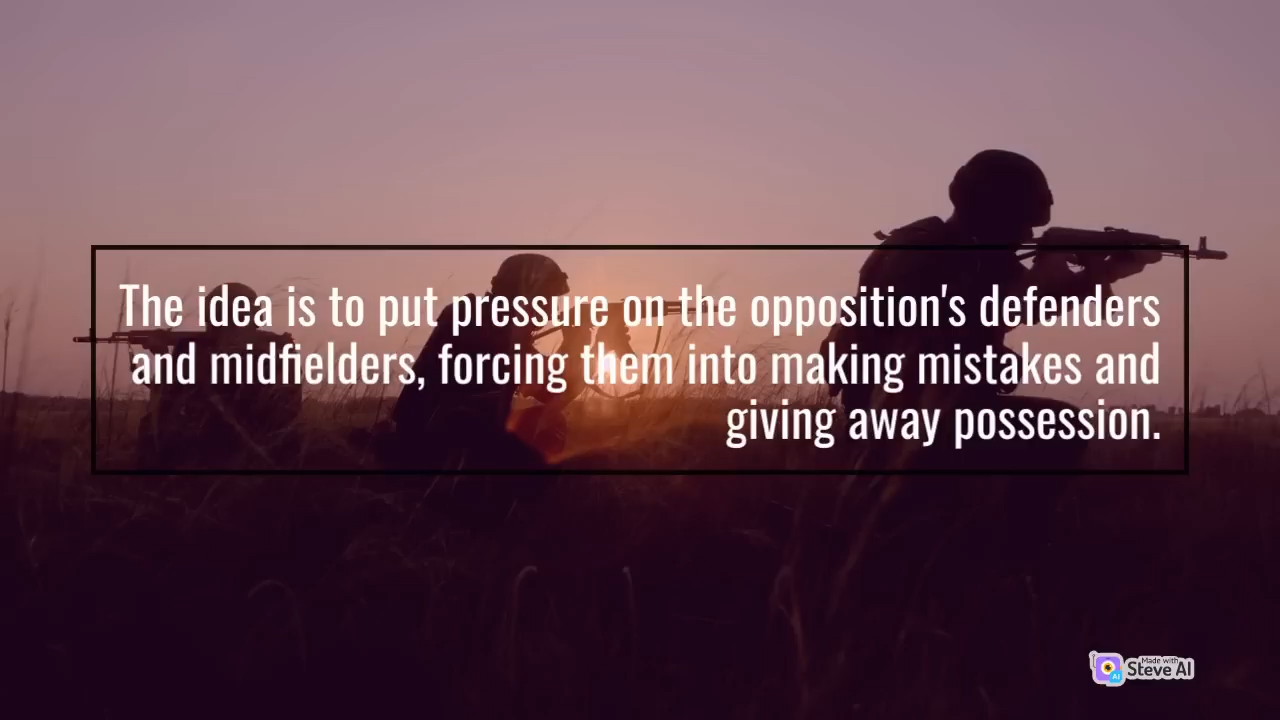 The idea is to put pressure on the opposition's defenders
and midfielders, forcing them into making mistakes and
giving away possession.
Made with
Steve AI
AI